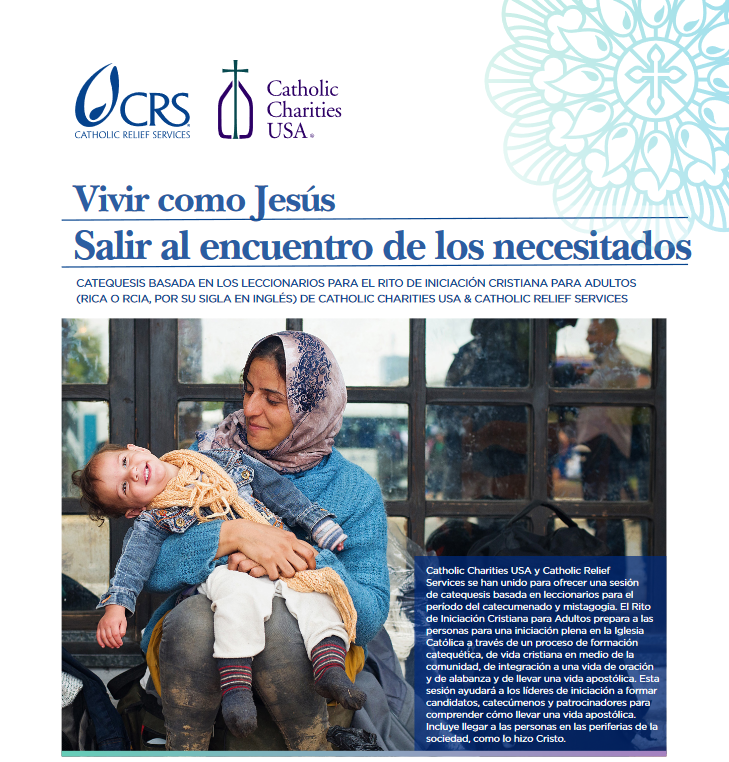 CRS
CATHOLIC RELIEF SERVICES
Catholic
Charities
USA®
Vivir como Jesús
Salir al encuentro de los necesitados
CATEQUESIS BASADA EN LOS LECCIONARIOS PARA EL RITO DE INICIACIÓN CRISTIANA PARA ADULTOS
(RICA O RCIA, POR SU SIGLA EN INGLÉS) DE CATHOLIC CHARITIES USA & CATHOLIC RELIEF SERVICES
Catholic Charities USA y Catholic Relief
Services se han unido para ofrecer una sesión
de catequesis basada en leccionarios para el
período del catecumenado y mistagogia. El Rito
de Iniciación Cristiana para Adultos prepara a las
personas para una iniciación plena en la Iglesia
Católica a través de un proceso de formación
catequética, de vida cristiana en medio de la
comunidad, de integración a una vida de oración
y de alabanza y de llevar una vida apostólica. Esta
sesión ayudará a los líderes de iniciación a formar
candidatos, catecúmenos y patrocinadores para
comprender cómo llevar una vida apostólica.
Incluye llegar a las personas en las periferias de la
sociedad, como lo hizo Cristo.